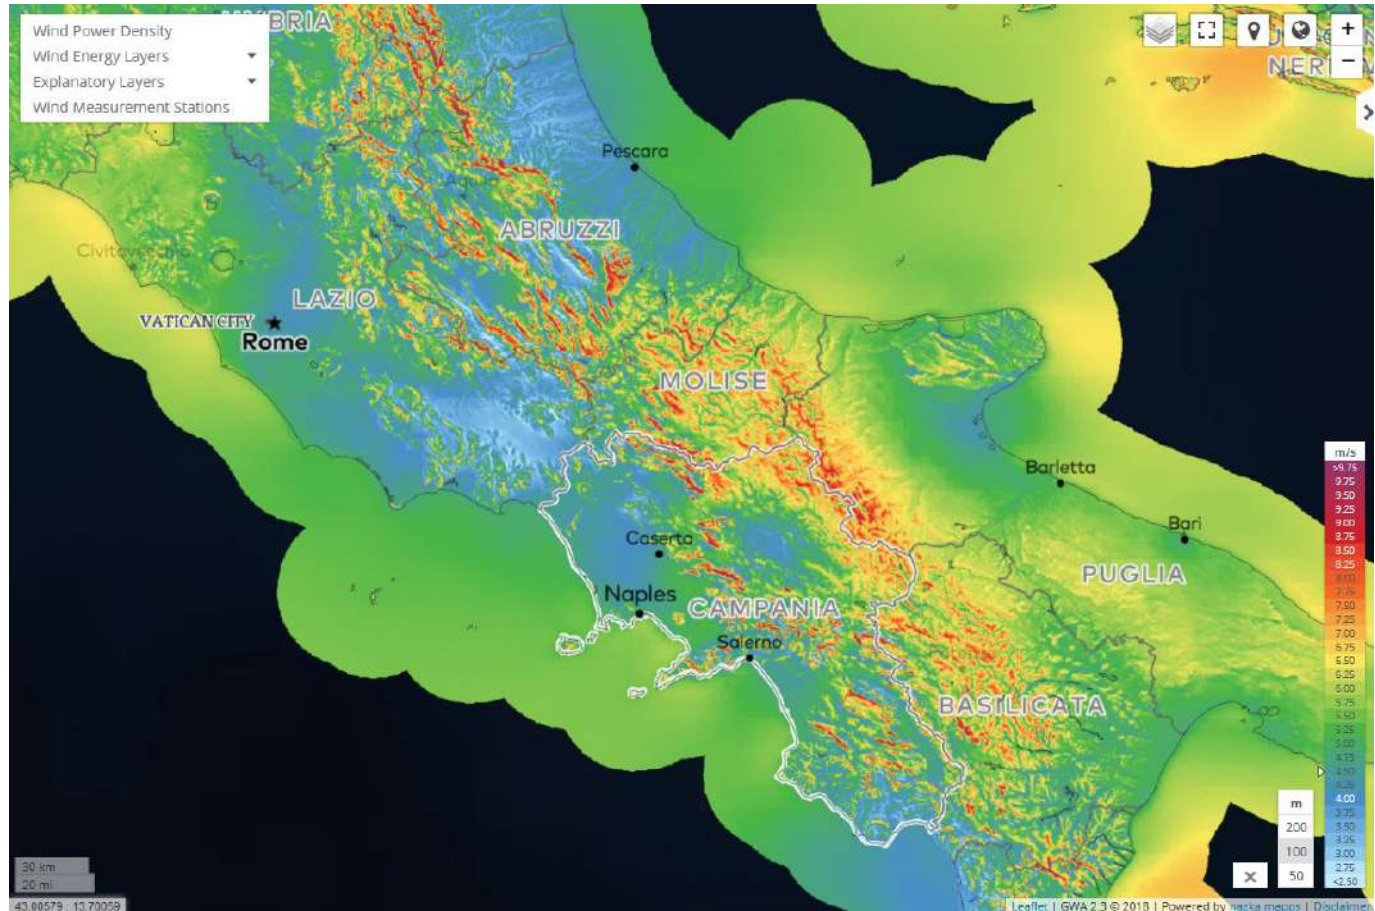 UMBRIA
Wind Power Density
Wind Energy Layers
Explanatory Layers
Wind Measurement Stations
+
−
Pescara
ABRUZZI
Civitavecchia
LAZIO
VATICAN CITY
Rome
MOLISE
Barletta
Bari
Caserta
PUGLIA
Naples
CAMPANIA
Salerno
BASILICATA
m/s
>9.75
9.75
9.50
9.25
9.00
8.75
8.50
8.25
8.00
7.75
7.50
7.25
7.00
6.75
6.50
6.25
6.00
5.50
5.25
5.00
4.75
4.50
4.25
4.00
3.75
3.50
3.25
3.00
2.75
<2.50
m
200
100
50
30 km
20 mi
43.00579 : 13.70059
Leaflet | GWA 2.3 © 2018 | Powered by nazka mapps | Disclaimer